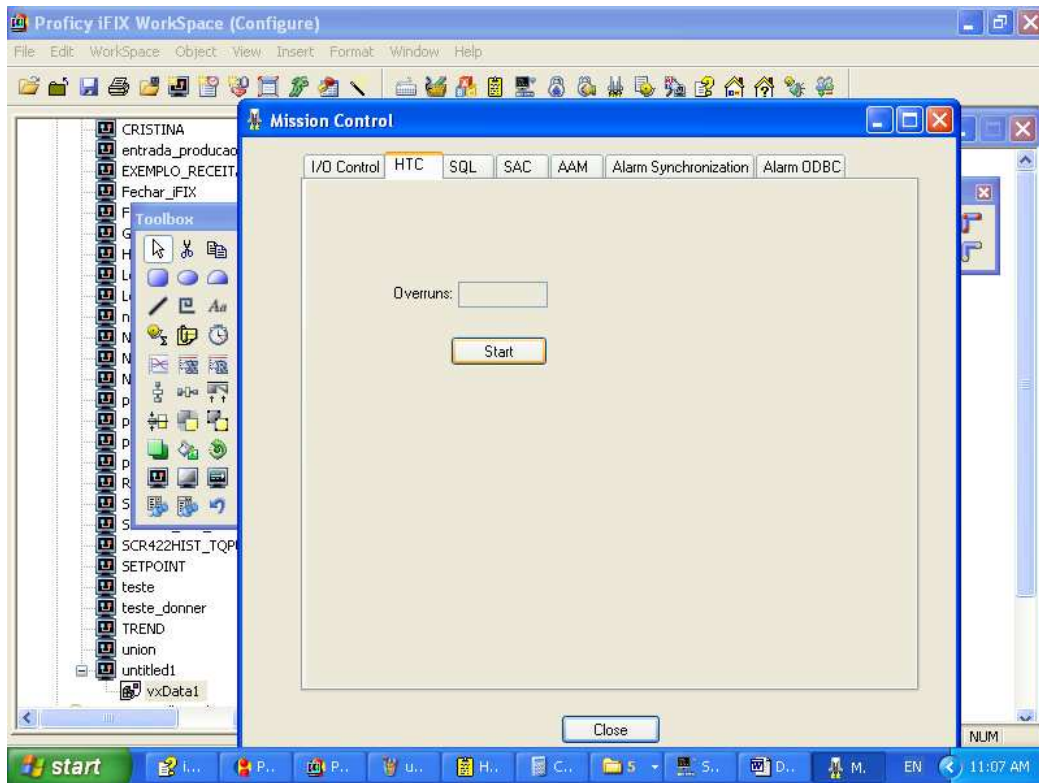 Proficy iFIX WorkSpace (Configure)
File Edit WorkSpace Object View Insert Format Window Help
Mission Control
I/O Control HTC SQL SAC AAM Alarm Synchronization Alarm ODBC
Overruns:
Start
Close
CRISTINA
entrada_producao
EXEMPLO_RECEIT
Fechar_iFIX
Toolbox
Aa
SCR422HIST_TQP
SETPOINT
teste
teste_donner
TREND
union
untitled1
vxData1
NUM
start i... P.. P.. u.. H.. C.. 5 S.. D.. M. EN 11:07 AM